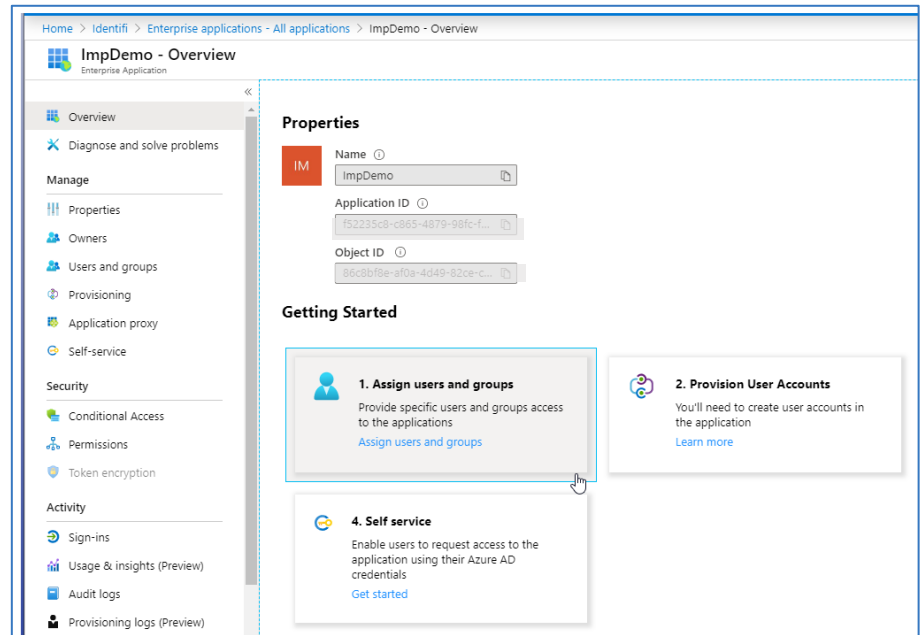 Home > Identifi > Enterprise applications - All applications > ImpDemo - Overview
ImpDemo - Overview
Enterprise Application
«
Overview
Diagnose and solve problems
Manage
Properties
Owners
Users and groups
Provisioning
Application proxy
Self-service
Security
Conditional Access
Permissions
Token encryption
Activity
Sign-ins
Usage & insights (Preview)
Audit logs
Provisioning logs (Preview)
Properties
IM
Name
ImpDemo
Application ID
f52235c8-c865-4879-98fc-f...
Object ID
86c8bf8e-af0a-4d49-82ce-c...
Getting Started
1. Assign users and groups
Provide specific users and groups access
to the applications
Assign users and groups
2. Provision User Accounts
You'll need to create user accounts in
the application
Learn more
4. Self service
Enable users to request access to the
application using their Azure AD
credentials
Get started